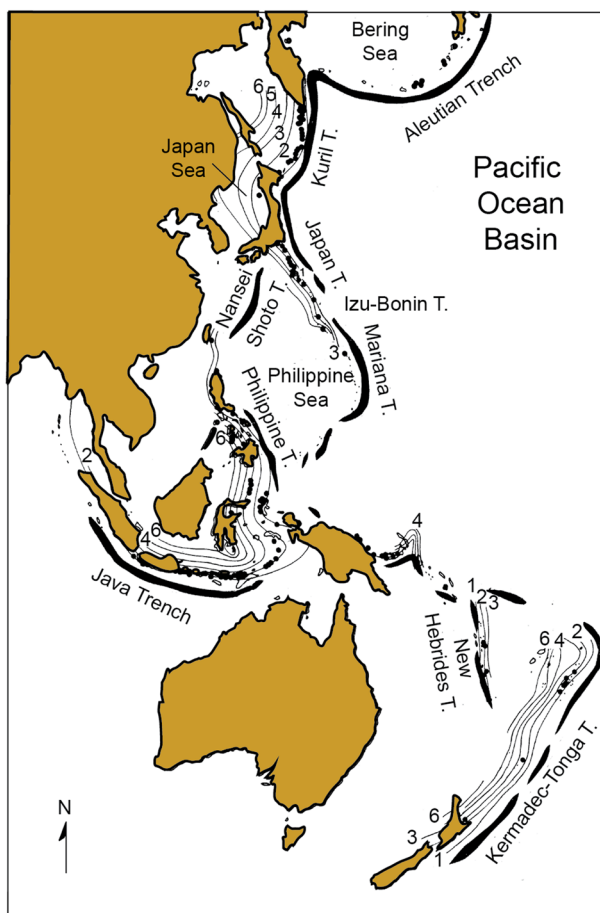 Bering
Sea
Aleutian Trench
6
5
4
3
2
Kuril T.
Japan
Sea
Pacific
Ocean
Basin
Japan T.
1
Nansei
Shoto T.
Izu-Bonin T.
3
Mariana T.
Philippine
Sea
Philippine T.
6
2
6
4
Java Trench
4
1
2
3
New
Hebrides T.
6
4
2
Kermadec-Tonga T.
6
3
1
N